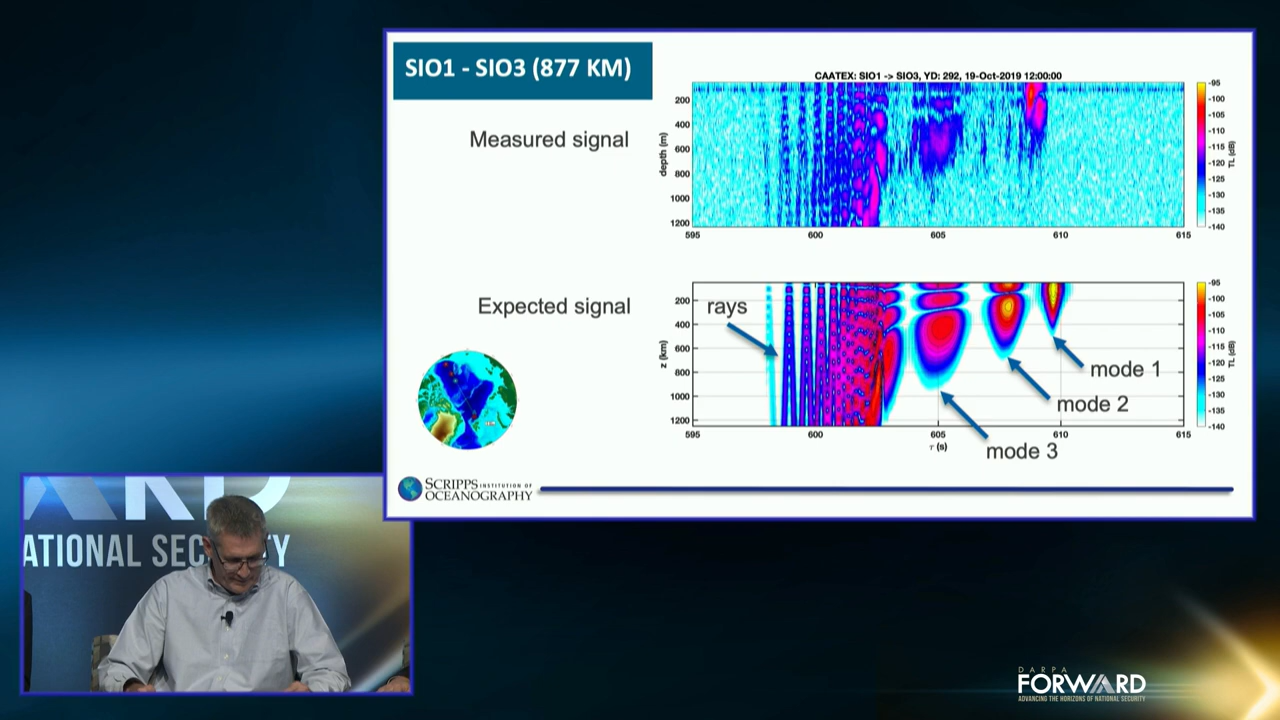 SIO1 - SIO3 (877 KM)
Measured signal
CAATEX: SIO1 -> SIO3, YD: 292, 19-Oct-2019 12:00:00
depth (m)
200
400
600
800
1000
1200
595
600
605
610
615
-95
-100
-105
-110
-115
-120
-125
-130
-135
-140
TL (dB)
Expected signal
rays
z (km)
200
400
600
800
1000
1200
595
600
605
610
615
τ (s)
mode 1
mode 2
mode 3
-95
-100
-105
-110
-115
-120
-125
-130
-135
-140
TL (dB)
SCRIPPS INSTITUTION OF
OCEANOGRAPHY
ARD
ATIONAL SEC Y
DARPA
FORWARD
ADVANCING THE HORIZONS OF NATIONAL SECURITY